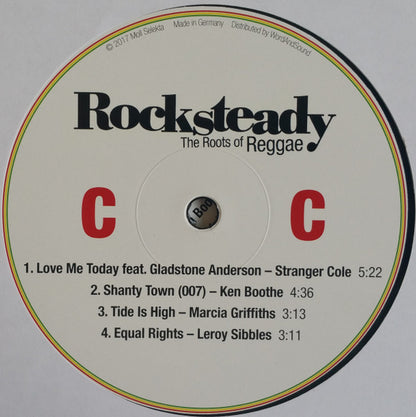 © 2017 Moll Selekta Made in Germany Distributed by WordAndSound
Rocksteady
The Roots of Reggae
C C
1. Love Me Today feat. Gladstone Anderson – Stranger Cole 5:22
2. Shanty Town (007) – Ken Boothe 4:36
3. Tide Is High – Marcia Griffiths 3:13
4. Equal Rights – Leroy Sibbles 3:11